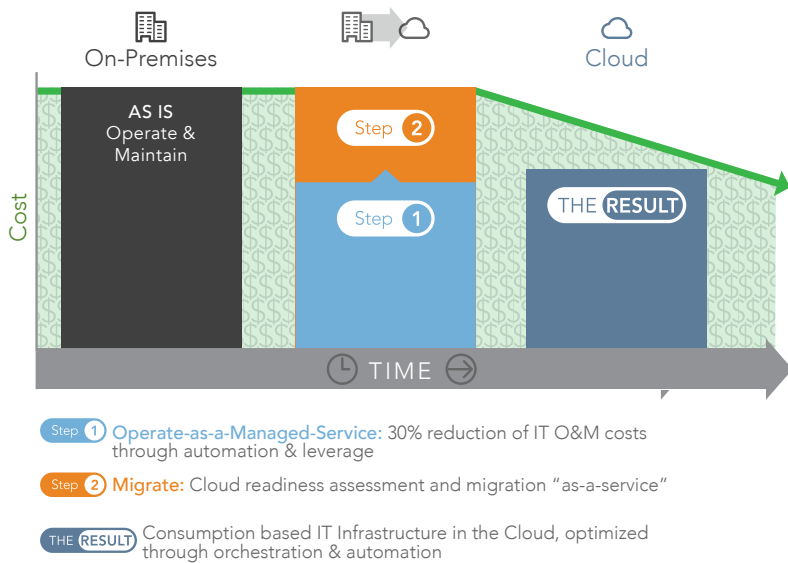 On-Premises
Cloud
AS IS
Operate &
Maintain
Step 2
Step 1
THE RESULT
Cost
TIME
Step 1 Operate-as-a-Managed-Service: 30% reduction of IT O&M costs
through automation & leverage
Step 2 Migrate: Cloud readiness assessment and migration “as-a-service”
THE RESULT Consumption based IT Infrastructure in the Cloud, optimized
through orchestration & automation